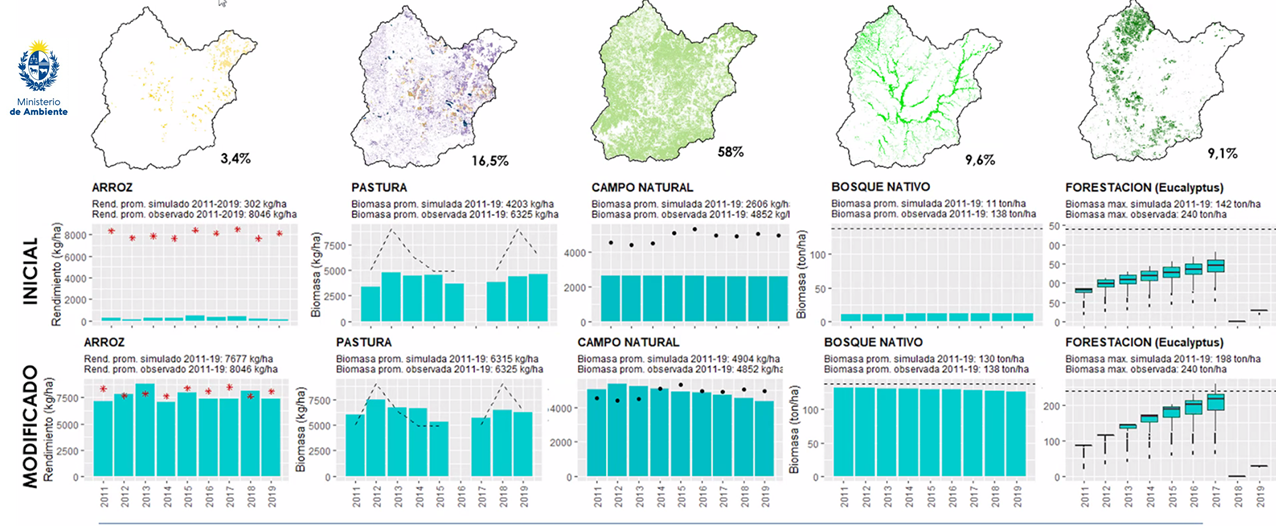 Ministerio
de Ambiente
3,4%
16,5%
58%
9,6%
9,1%
INICIAL
ARROZ
Rend. prom. simulado 2011-2019: 302 kg/ha
Rend. prom. observado 2011-2019: 8046 kg/ha
Rendimiento (kg/ha)
8000
6000
4000
2000
0
PASTURA
Biomasa prom. simulado 2011-19: 4203 kg/ha
Biomasa prom. observada 2011-19: 6325 kg/ha
Biomasa (kg/ha)
7500
5000
2500
0
CAMPO NATURAL
Biomasa prom. simulado 2011-19: 2606 kg/h
Biomasa prom. observada 2011-19: 4852 kg/l
4000
2000
0
BOSQUE NATIVO
Biomasa prom. simulado 2011-19: 11 ton/ha
Biomasa prom. observada 2011-19: 138 ton/ha
Biomasa (ton/ha)
100
50
0
FORESTACION (Eucalyptus)
Biomasa max. simulada 2011-19: 142 ton/ha
Biomasa max. observada: 240 ton/ha
50
00
50
00
50
0
MODIFICADO
ARROZ
Rend. prom. simulado 2011-19: 7677 kg/ha
Rend. prom. observado 2011-19: 8046 kg/ha
Rendimiento (kg/ha)
7500
5000
2500
0
2011 2012 2013 2014 2015 2016 2017 2018 2019
PASTURA
Biomasa prom. simulada 2011-19: 6315 kg/ha
Biomasa prom. observada 2011-19: 6325 kg/ha
Biomasa (kg/ha)
7500
5000
2500
0
2011 2012 2013 2014 2015 2016 2017 2018 2019
CAMPO NATURAL
Biomasa prom. simulada 2011-19: 4904 kg/ha
Biomasa prom. observada 2011-19: 4852 kg/ha
4000
2000
0
2011 2012 2013 2014 2015 2016 2017 2018 2019
BOSQUE NATIVO
Biomasa prom. simulada 2011-19: 130 ton/ha
Biomasa prom. observada 2011-19: 138 ton/ha
Biomasa (ton/ha)
100
50
0
2011 2012 2013 2014 2015 2016 2017 2018 2019
FORESTACION (Eucalyptus)
Biomasa max. simulada 2011-19: 198 ton/ha
Biomasa max. observada: 240 ton/ha
200
100
0
2011 2012 2013 2014 2015 2016 2017 2018 2019